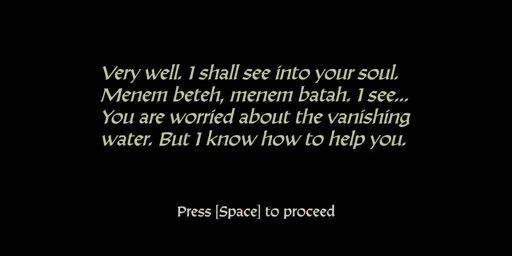 Very well. I shall see into your soul.
Menem beteh, menem batah. I see...
You are worried about the vanishing
water. But I know how to help you.
Press [Space] to proceed